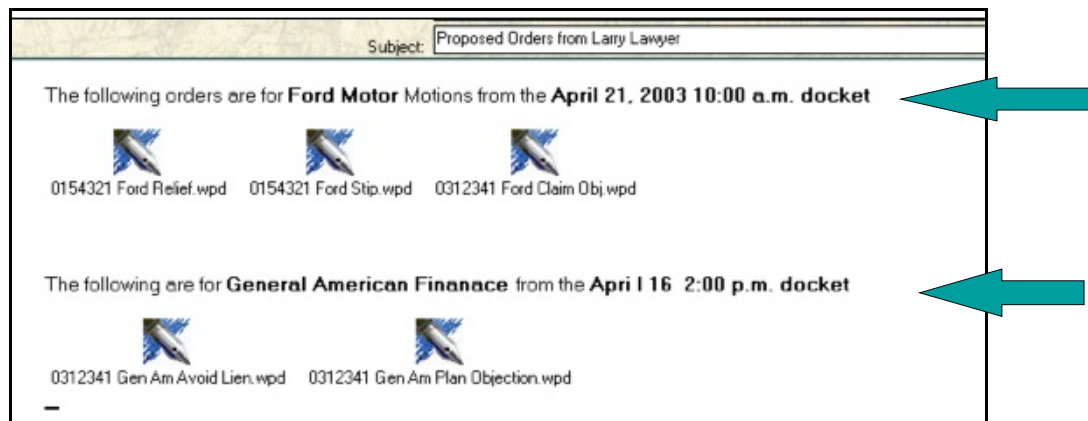 Subject: Proposed Orders from Larry Lawyer
The following orders are for Ford Motor Motions from the April 21, 2003 10:00 a.m. docket
0154321 Ford Relief.wpd 0154321 Ford Stip.wpd 0312341 Ford Claim Obj.wpd
The following are for General American Finanace from the Apri l 16 2:00 p.m. docket
0312341 Gen Am Avoid Lien.wpd 0312341 Gen Am Plan Objection.wpd